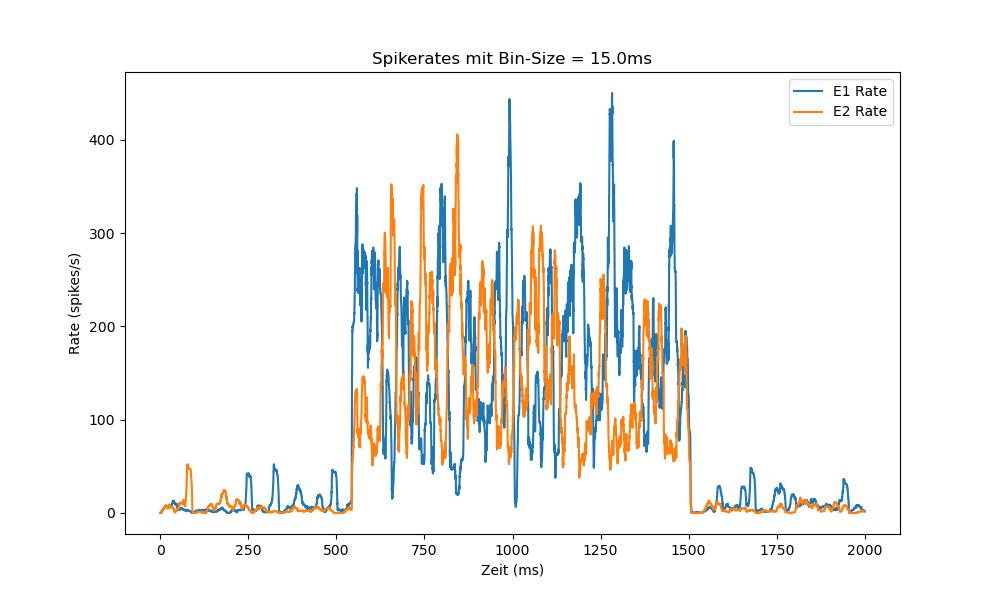 Spikerates mit Bin-Size = 15.0ms
E1 Rate
E2 Rate
Rate (spikes/s)
400
300
200
100
0
0 250 500 750 1000 1250 1500 1750 2000
Zeit (ms)